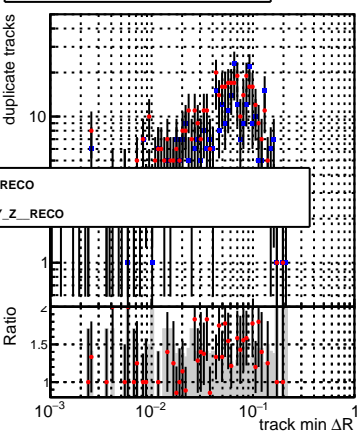 duplicate tracks
10
RECO
Z__RECO
1
2
Ratio
1.5
1
10⁻³ 10⁻² 10⁻¹ 1
track min ΔR